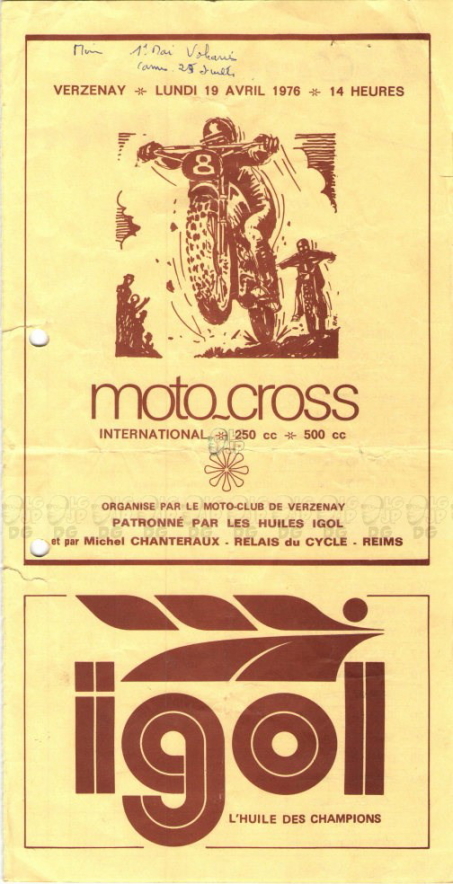 1er Mai
VERZENAY * LUNDI 19 AVRIL 1976 * 14 HEURES
8
moto-cross
INTERNATIONAL * 250 cc * 500 cc
ORGANISE PAR LE MOTO-CLUB DE VERZENAY
PATRONNÉ PAR LES HUILES IGOL
et par Michel CHANTERAUX - RELAIS du CYCLE - REIMS
igol
L'HUILE DES CHAMPIONS